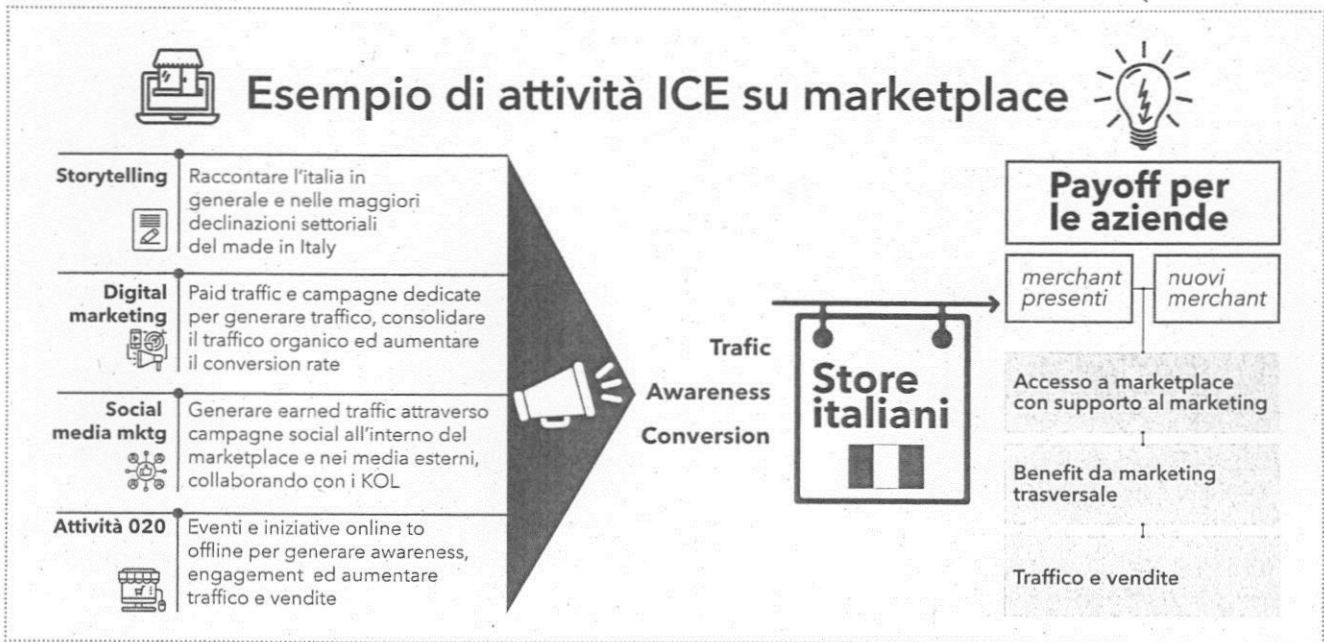 Esempio di attività ICE su marketplace
Storytelling
Raccontare l'italia in
generale e nelle maggiori
declinazioni settoriali
del made in Italy
Digital
marketing
Paid traffic e campagne dedicate
per generare traffico, consolidare
il traffico organico ed aumentare
il conversion rate
Social
media mktg
Generare earned traffic attraverso
campagne social all'interno del
marketplace e nei media esterni,
collaborando con i KOL
Attività 020
Eventi e iniziative online to
offline per generare awareness,
engagement ed aumentare
traffico e vendite
Trafic
Awareness
Conversion
Store
italiani
Payoff per
le aziende
merchant
presenti
nuovi
merchant
Accesso a marketplace
con supporto al marketing
Benefit da marketing
trasversale
Traffico e vendite